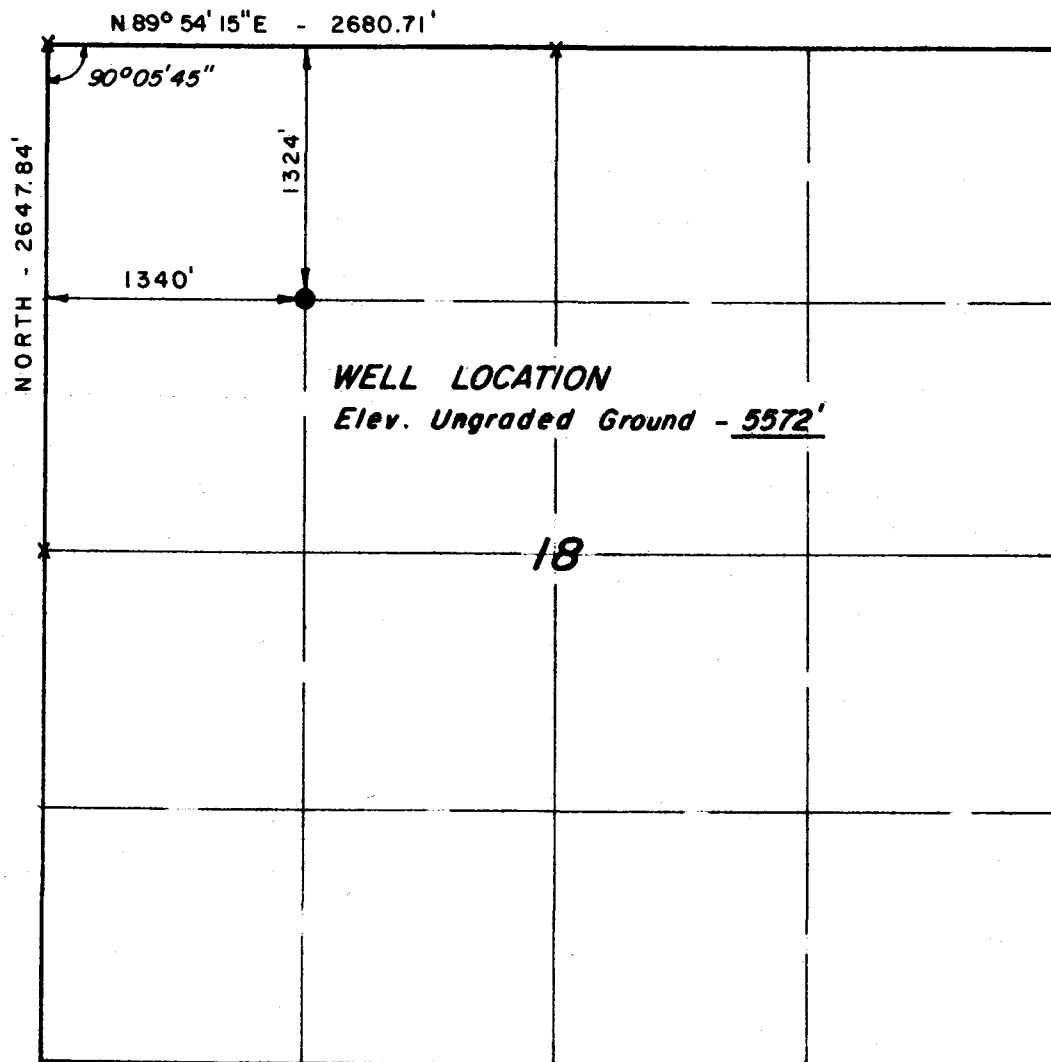 N 89° 54' 15" E - 2680.71'
90°05'45"
NORTH - 2647.84'
1324'
1340'
WELL LOCATION
Elev. Ungraded Ground - 5572'
18